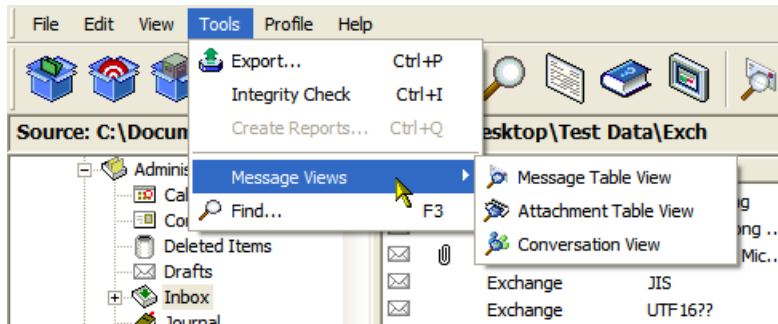 File Edit View Tools Profile Help
Export... Ctrl+P
Integrity Check Ctrl+I
Create Reports... Ctrl+Q
Source: C:\Docum esktop\Test Data\Exch
Adminis
Message Views
Message Table View
Cal
Find... F3
Attachment Table View
Co
Deleted Items
Conversation View
Mic..
Drafts
Exchange JIS
Inbox
Exchange UTF16??
Journal